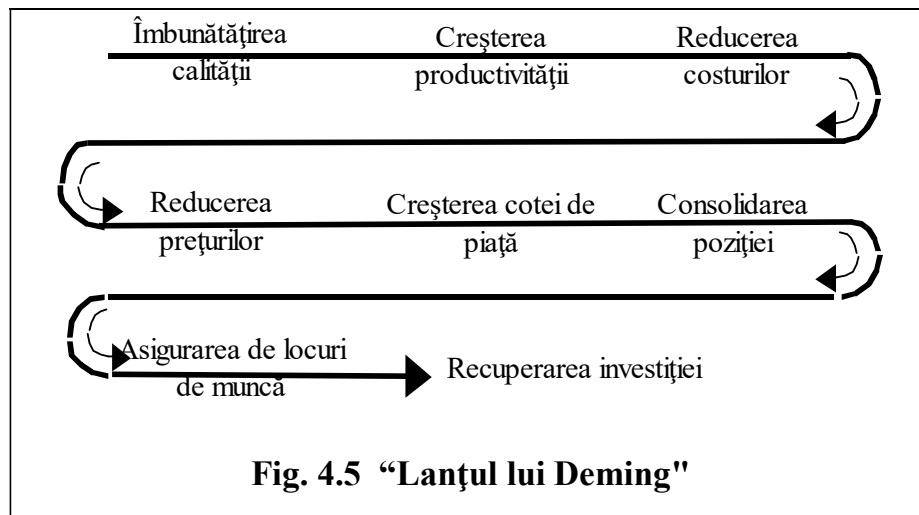 Îmbunătăţirea Creşterea Reducerea
calităţii productivităţii costurilor
Reducerea Creşterea cotei de Consolidarea
preţurilor piaţă poziţiei
Asigurarea de locuri
de muncă Recuperarea investiţiei
Fig. 4.5 “Lanţul lui Deming"